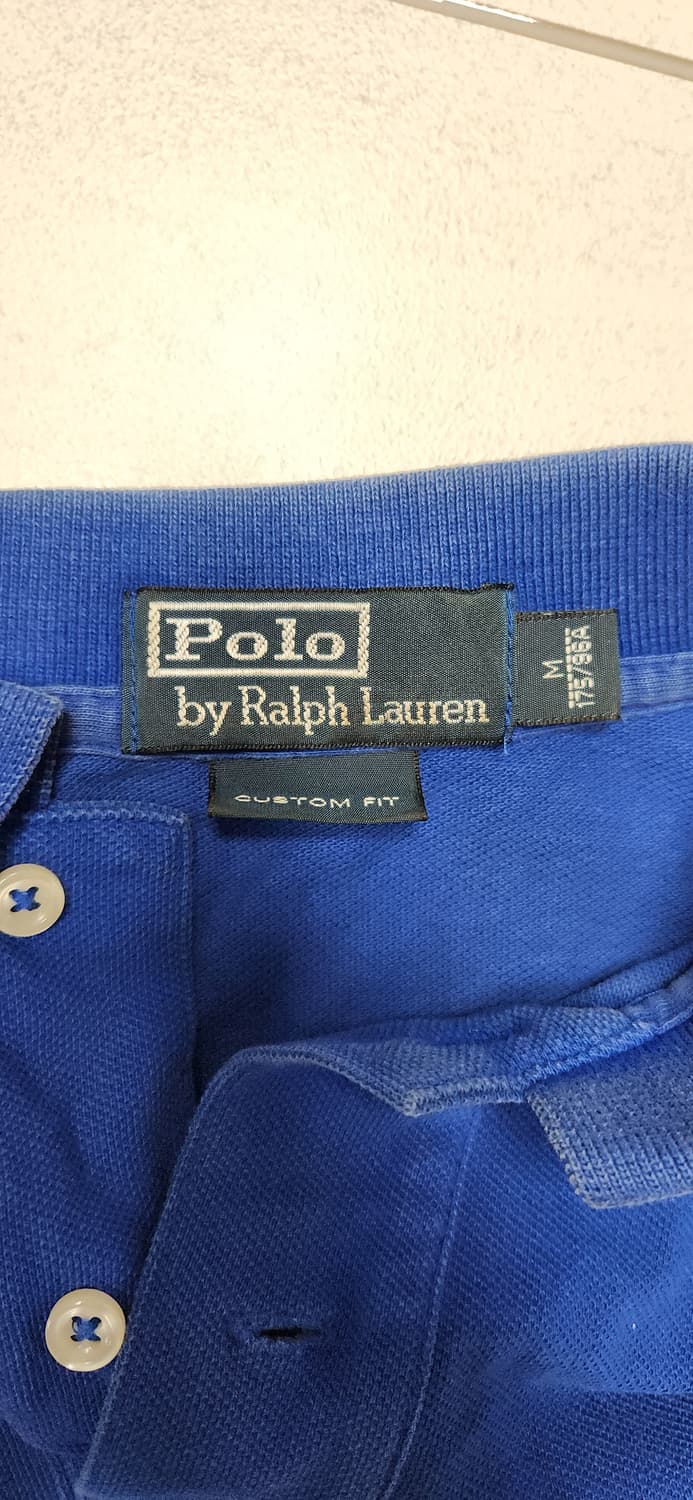 Polo
by Ralph Lauren
CUSTOM FIT
M
175/96A